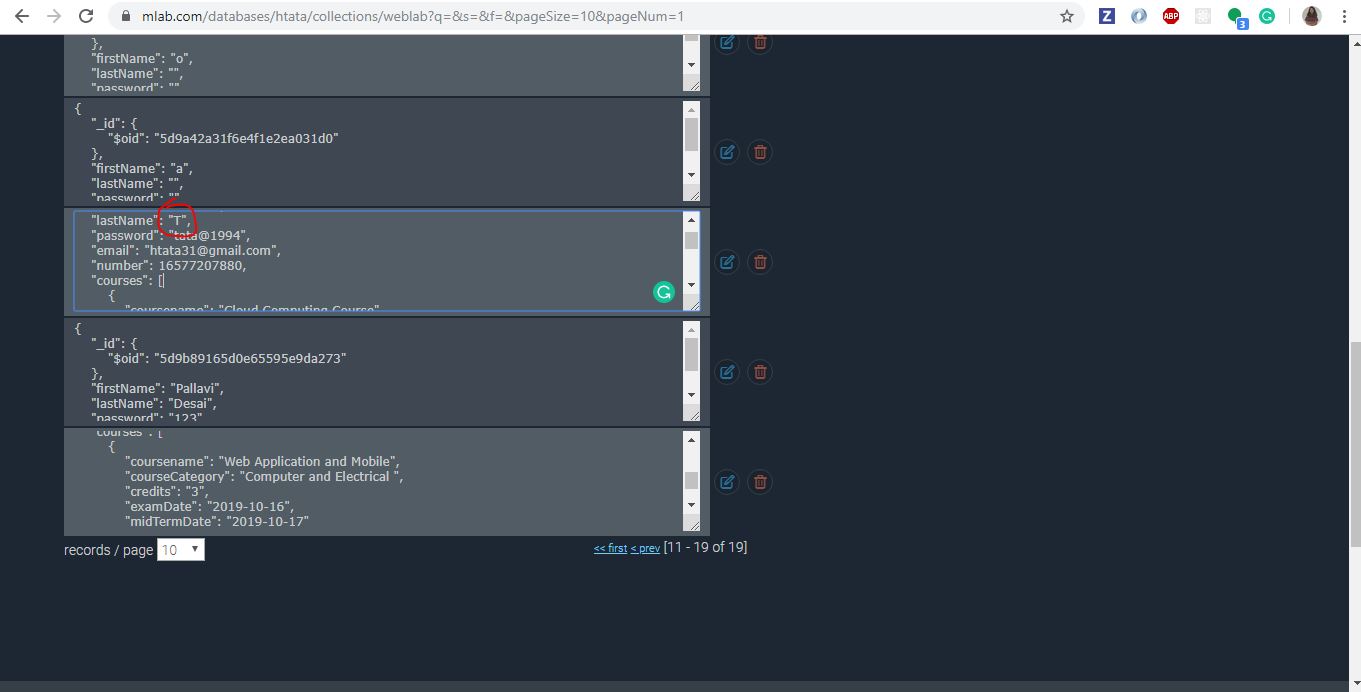 mlab.com/databases/htata/collections/weblab?q=&s=&f=&pageSize=10&pageNum=1
Z
ABP
3
},
"firstName": "o",
"lastName": "",
"password": ""
{
"_id": {
"$oid": "5d9a42a31f6e4f1e2ea031d0"
},
"firstName": "a",
"lastName": "",
"password": ""
"lastName": "T",
"password": "tata@1994",
"email": "htata31@gmail.com",
"number": 16577207880,
"courses": [
{
"coursename": "Cloud Computing Course"
{
"_id": {
"$oid": "5d9b89165d0e65595e9da273"
},
"firstName": "Pallavi",
"lastName": "Desai",
"password": "123"
"courses": [
{
"coursename": "Web Application and Mobile",
"courseCategory": "Computer and Electrical ",
"credits": "3",
"examDate": "2019-10-16",
"midTermDate": "2019-10-17"
records / page 10
<< first < prev [11 - 19 of 19]